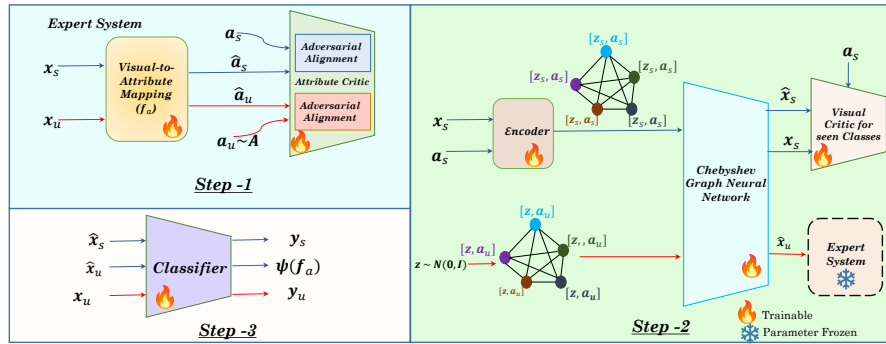 Expert System
x_s
x_u
Visual-to-
Attribute
Mapping
(f_a)
a_s
â_s
â_u
a_u~A
Adversarial
Alignment
Attribute Critic
Adversarial
Alignment
Step -1
x̂_s
x̂_u
x_u
Classifier
y_s
ψ(f_a)
y_u
Step -3
x_s
a_s
Encoder
[z_s, a_s]
[z_s, a_s]
[z_s, a_s]
[z_s, a_s]
[z_s, a_s]
z ~ N(0, I)
[z, a_u]
[z, a_u]
[z, , a_u]
[z, a_u]
[z, a_u]
Chebyshev
Graph Neural
Network
x̂_s
x_s
x̂_u
a_s
Visual
Critic for
seen Classes
Expert
System
Step -2
Trainable
Parameter Frozen